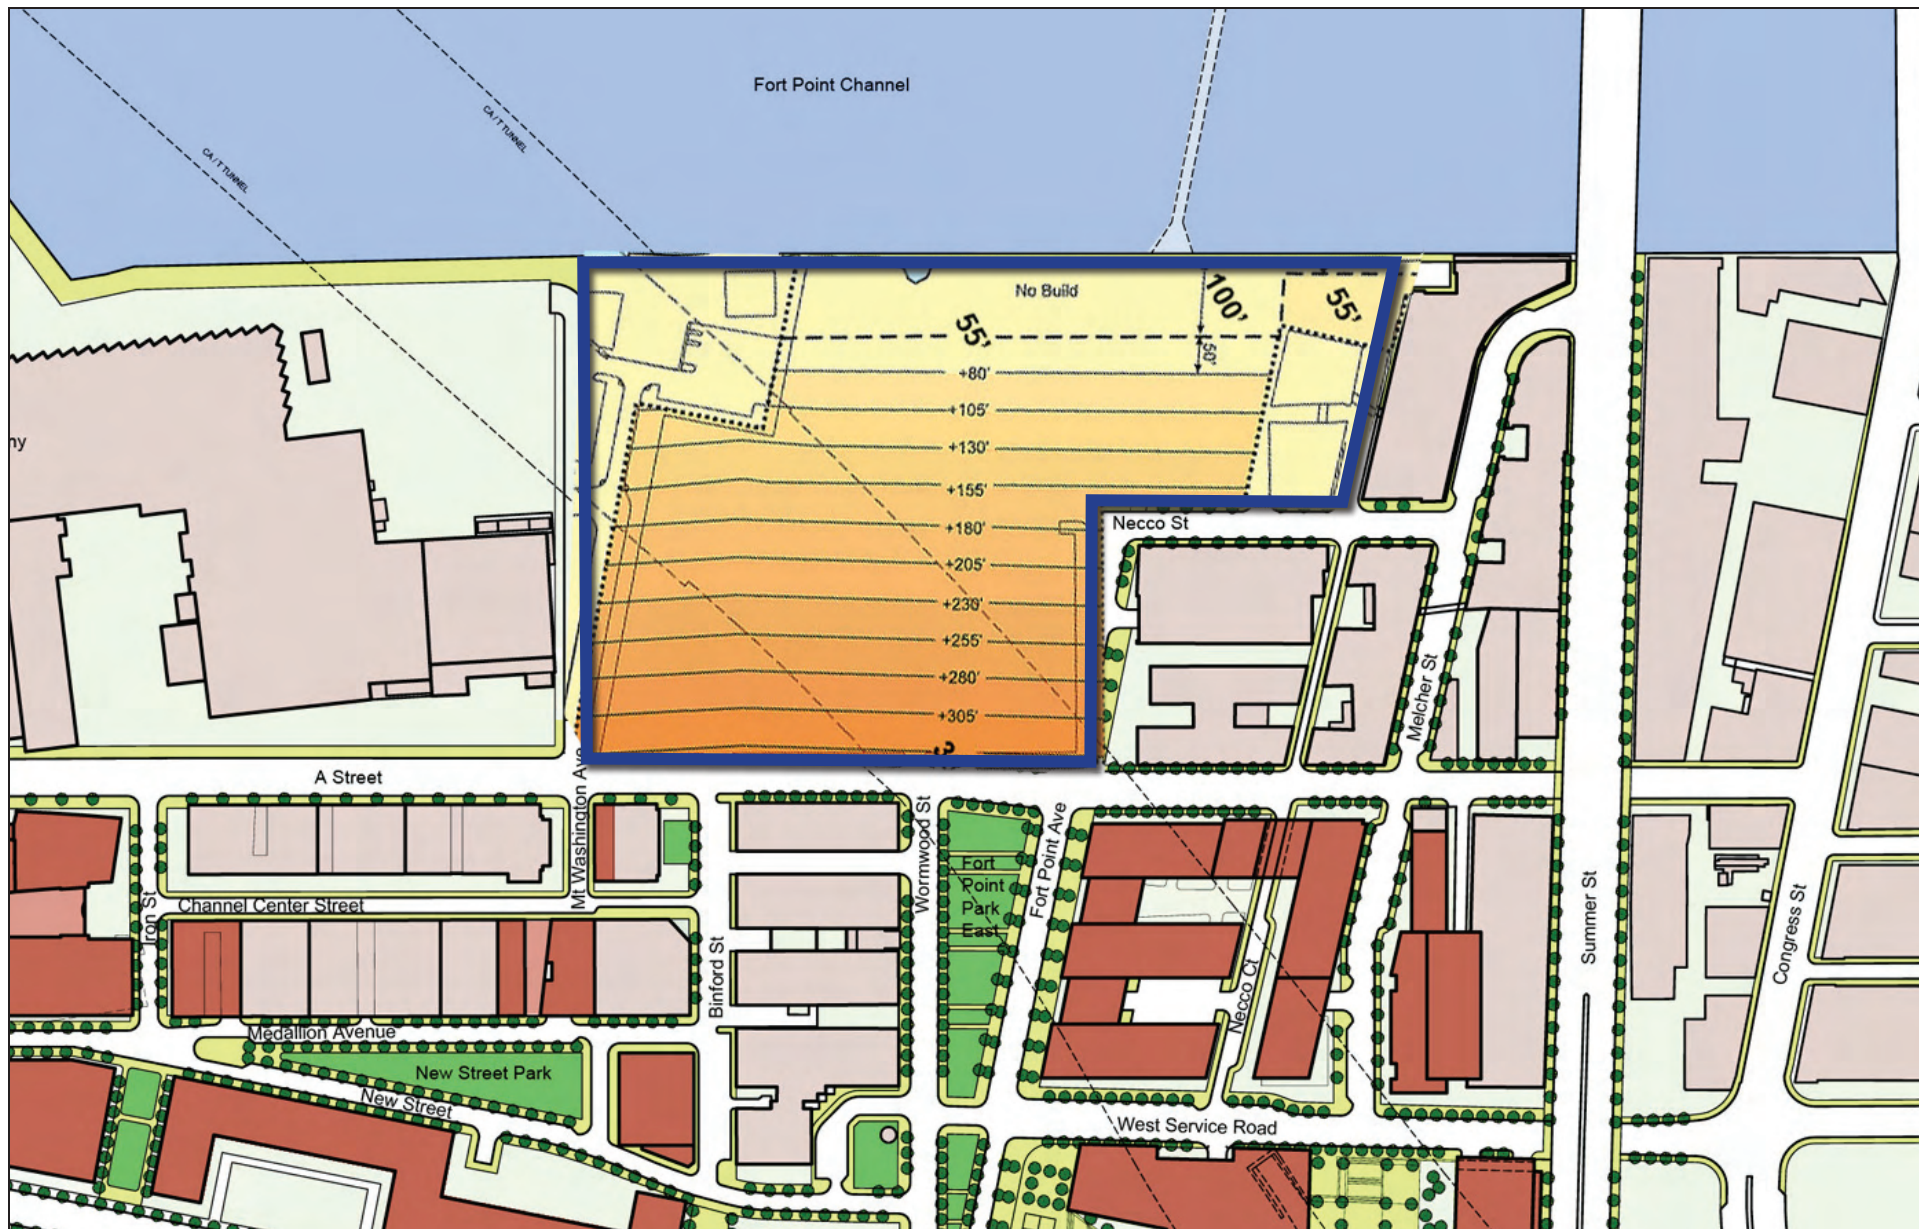 Fort Point Channel
CA / T TUNNEL
CA / T TUNNEL
No Build
100'
55'
55'
50'
+80'
+105'
+130'
+155'
+180'
+205'
+230'
+255'
+280'
+305'
ny
Necco St
Melcher St
A Street
Mt Washington Ave
Iron St
Channel Center Street
Binford St
Wormwood St
Fort
Point
Park
East
Fort Point Ave
Necco Ct
Summer St
Congress St
Medallion Avenue
New Street Park
New Street
West Service Road